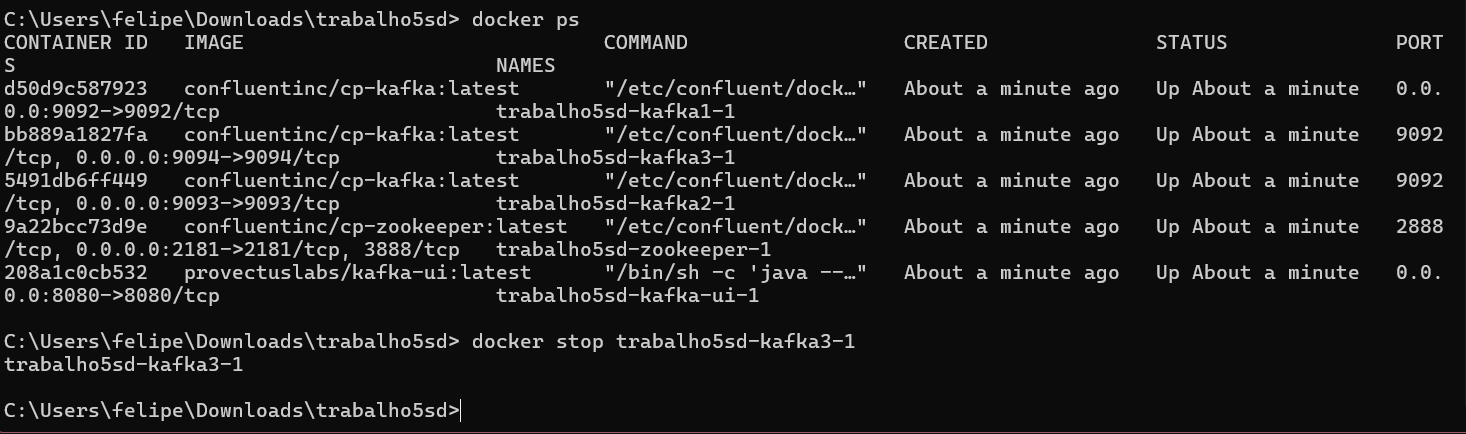 C:\Users\felipe\Downloads\trabalho5sd> docker ps
CONTAINER ID   IMAGE                              COMMAND                  CREATED              STATUS              PORT
S                                        NAMES
d50d9c587923   confluentinc/cp-kafka:latest       "/etc/confluent/dock…"   About a minute ago   Up About a minute   0.0.
0.0:9092->9092/tcp                       trabalho5sd-kafka1-1
bb889a1827fa   confluentinc/cp-kafka:latest       "/etc/confluent/dock…"   About a minute ago   Up About a minute   9092
/tcp, 0.0.0.0:9094->9094/tcp             trabalho5sd-kafka3-1
5491db6ff449   confluentinc/cp-kafka:latest       "/etc/confluent/dock…"   About a minute ago   Up About a minute   9092
/tcp, 0.0.0.0:9093->9093/tcp             trabalho5sd-kafka2-1
9a22bcc73d9e   confluentinc/cp-zookeeper:latest   "/etc/confluent/dock…"   About a minute ago   Up About a minute   2888
/tcp, 0.0.0.0:2181->2181/tcp, 3888/tcp   trabalho5sd-zookeeper-1
208a1c0cb532   provectuslabs/kafka-ui:latest      "/bin/sh -c 'java --…"   About a minute ago   Up About a minute   0.0.
0.0:8080->8080/tcp                       trabalho5sd-kafka-ui-1
C:\Users\felipe\Downloads\trabalho5sd> docker stop trabalho5sd-kafka3-1
trabalho5sd-kafka3-1
C:\Users\felipe\Downloads\trabalho5sd>